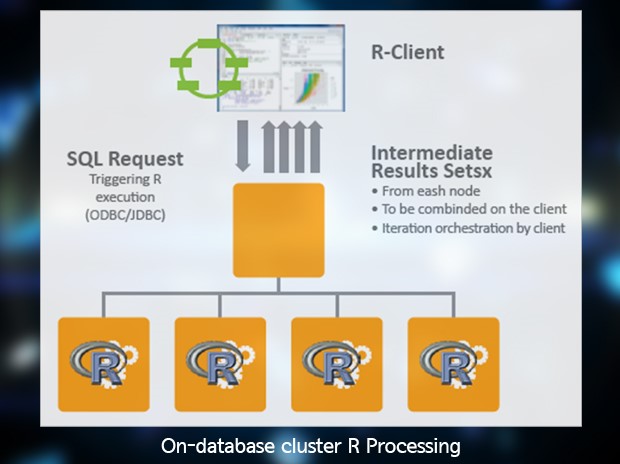 R-Client
SQL Request
Triggering R
execution
(ODBC/JDBC)
Intermediate
Results Setsx
• From eash node
• To be combinded on the client
• Iteration orchestration by client
R
R
R
R
On-database cluster R Processing